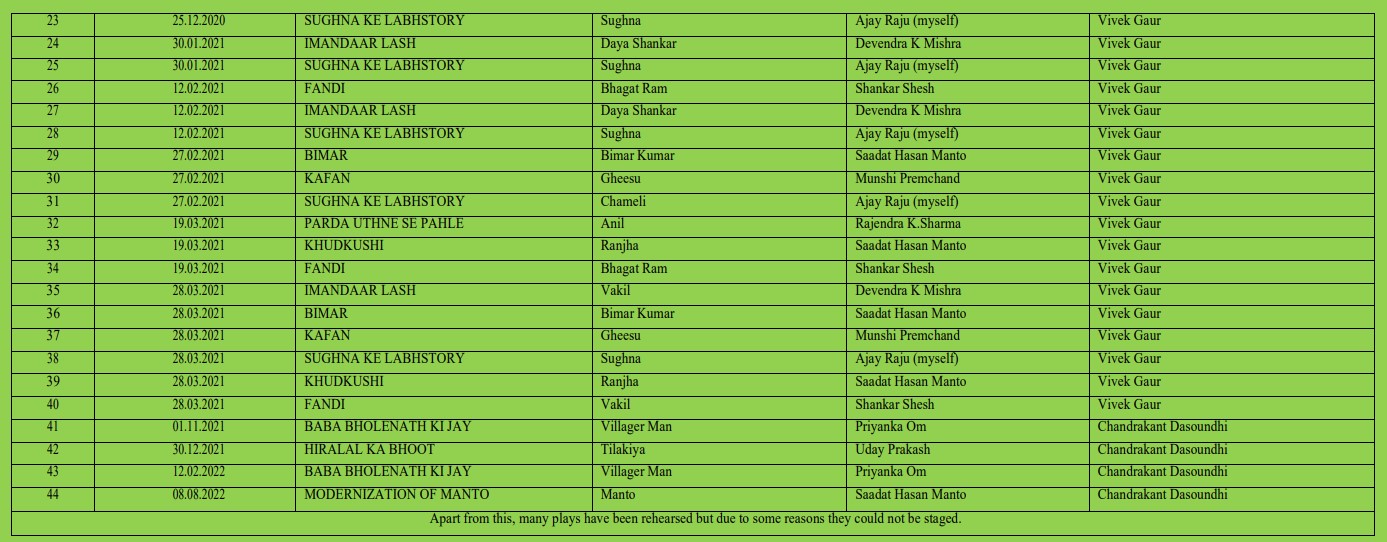 23 25.12.2020 SUGHNA KE LABHSTORY Sughna Ajay Raju (myself) Vivek Gaur
24 30.01.2021 IMANDAAR LASH Daya Shankar Devendra K Mishra Vivek Gaur
25 30.01.2021 SUGHNA KE LABHSTORY Sughna Ajay Raju (myself) Vivek Gaur
26 12.02.2021 FANDI Bhagat Ram Shankar Shesh Vivek Gaur
27 12.02.2021 IMANDAAR LASH Daya Shankar Devendra K Mishra Vivek Gaur
28 12.02.2021 SUGHNA KE LABHSTORY Sughna Ajay Raju (myself) Vivek Gaur
29 27.02.2021 BIMAR Bimar Kumar Saadat Hasan Manto Vivek Gaur
30 27.02.2021 KAFAN Gheesu Munshi Premchand Vivek Gaur
31 27.02.2021 SUGHNA KE LABHSTORY Chameli Ajay Raju (myself) Vivek Gaur
32 19.03.2021 PARDA UTHNE SE PAHLE Anil Rajendra K.Sharma Vivek Gaur
33 19.03.2021 KHUDKUSHI Ranjha Saadat Hasan Manto Vivek Gaur
34 19.03.2021 FANDI Bhagat Ram Shankar Shesh Vivek Gaur
35 28.03.2021 IMANDAAR LASH Vakil Devendra K Mishra Vivek Gaur
36 28.03.2021 BIMAR Bimar Kumar Saadat Hasan Manto Vivek Gaur
37 28.03.2021 KAFAN Gheesu Munshi Premchand Vivek Gaur
38 28.03.2021 SUGHNA KE LABHSTORY Sughna Ajay Raju (myself) Vivek Gaur
39 28.03.2021 KHUDKUSHI Ranjha Saadat Hasan Manto Vivek Gaur
40 28.03.2021 FANDI Vakil Shankar Shesh Vivek Gaur
41 01.11.2021 BABA BHOLENATH KI JAY Villager Man Priyanka Om Chandrakant Dasoundhi
42 30.12.2021 HIRALAL KA BHOOT Tilakiya Uday Prakash Chandrakant Dasoundhi
43 12.02.2022 BABA BHOLENATH KI JAY Villager Man Priyanka Om Chandrakant Dasoundhi
44 08.08.2022 MODERNIZATION OF MANTO Manto Saadat Hasan Manto Chandrakant Dasoundhi
Apart from this, many plays have been rehearsed but due to some reasons they could not be staged.